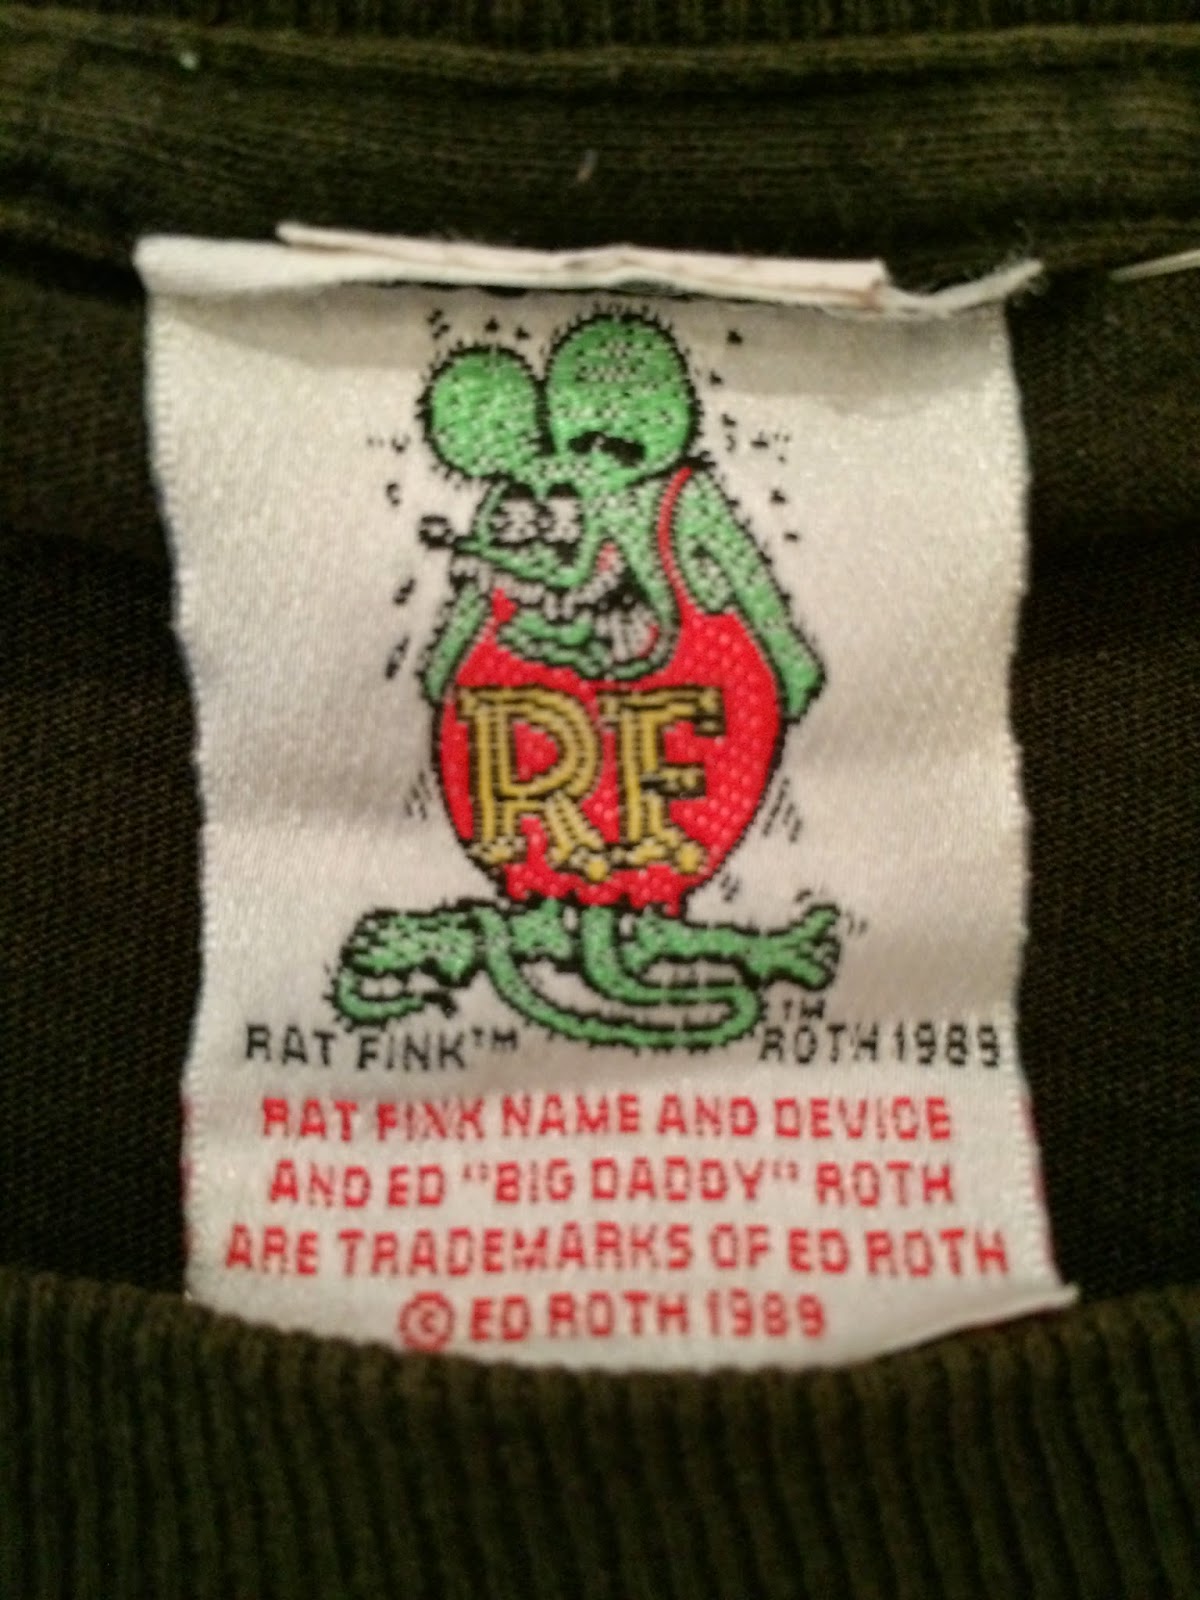 RF
RAT FINK™ ™ ROTH 1989
RAT FINK NAME AND DEVICE
AND ED "BIG DADDY" ROTH
ARE TRADEMARKS OF ED ROTH
© ED ROTH 1989